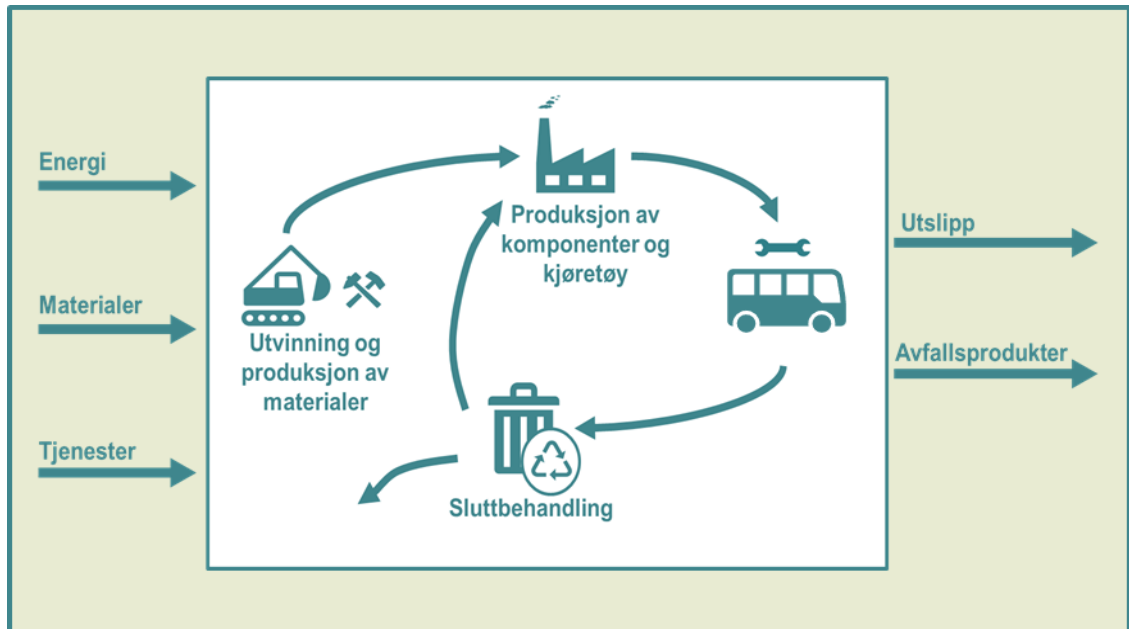 Energi
Materialer
Tjenester
Produksjon av
komponenter og
kjøretøy
Utvinning og
produksjon av
materialer
Sluttbehandling
Utslipp
Avfallsprodukter